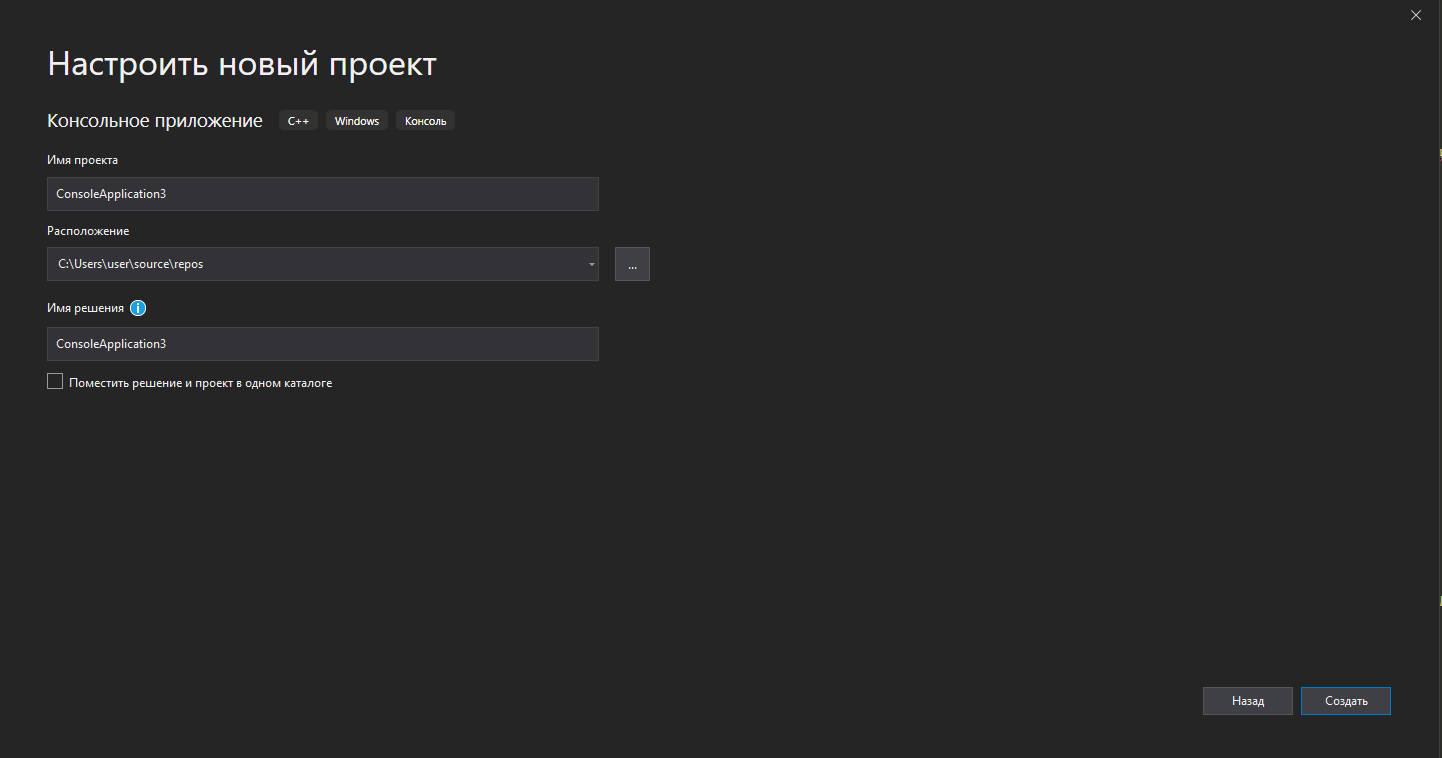 Настроить новый проект
Консольное приложение C++ Windows Консоль
Имя проекта
ConsoleApplication3
Расположение
C:\Users\user\source\repos
...
Имя решения i
ConsoleApplication3
Поместить решение и проект в одном каталоге
Назад Создать